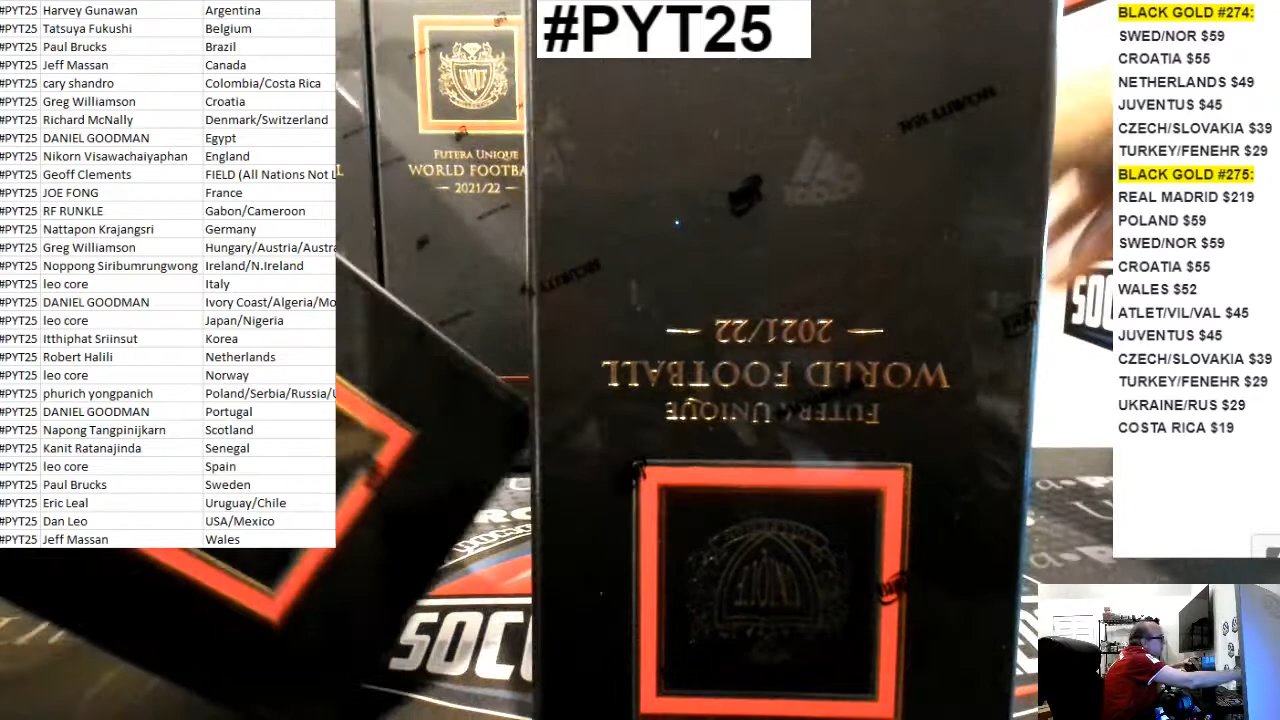 #PYT25 Harvey Gunawan Argentina
#PYT25 Tatsuya Fukushi Belgium
#PYT25 Paul Brucks Brazil
#PYT25 Jeff Massan Canada
#PYT25 cary shandro Colombia/Costa Rica
#PYT25 Greg Williamson Croatia
#PYT25 Richard McNally Denmark/Switzerland
#PYT25 DANIEL GOODMAN Egypt
#PYT25 Nikorn Visawachaiyaphan England
#PYT25 Geoff Clements FIELD (All Nations Not L
#PYT25 JOE FONG France
#PYT25 RF RUNKLE Gabon/Cameroon
#PYT25 Nattapon Krajangsri Germany
#PYT25 Greg Williamson Hungary/Austria/Austra
#PYT25 Noppong Siribumrungwong Ireland/N.Ireland
#PYT25 leo core Italy
#PYT25 DANIEL GOODMAN Ivory Coast/Algeria/Mo
#PYT25 leo core Japan/Nigeria
#PYT25 Itthiphat Sriinsut Korea
#PYT25 Robert Halili Netherlands
#PYT25 leo core Norway
#PYT25 phurich yongpanich Poland/Serbia/Russia/U
#PYT25 DANIEL GOODMAN Portugal
#PYT25 Napong Tangpinijkarn Scotland
#PYT25 Kanit Ratanajinda Senegal
#PYT25 leo core Spain
#PYT25 Paul Brucks Sweden
#PYT25 Eric Leal Uruguay/Chile
#PYT25 Dan Leo USA/Mexico
#PYT25 Jeff Massan Wales
#PYT25
UNIQUE
FUTERA UNIQUE
WORLD FOOTBA
2021/22
2021/22
WORLD FOOTBALL
FUTERA UNIQUE
UNIQUE
SECURITY
SOCC
SOC
BLACK GOLD #274:
SWED/NOR $59
CROATIA $55
NETHERLANDS $49
JUVENTUS $45
CZECH/SLOVAKIA $39
TURKEY/FENEHR $29
BLACK GOLD #275:
REAL MADRID $219
POLAND $59
SWED/NOR $59
CROATIA $55
WALES $52
ATLET/VIL/VAL $45
JUVENTUS $45
CZECH/SLOVAKIA $39
TURKEY/FENEHR $29
UKRAINE/RUS $29
COSTA RICA $19